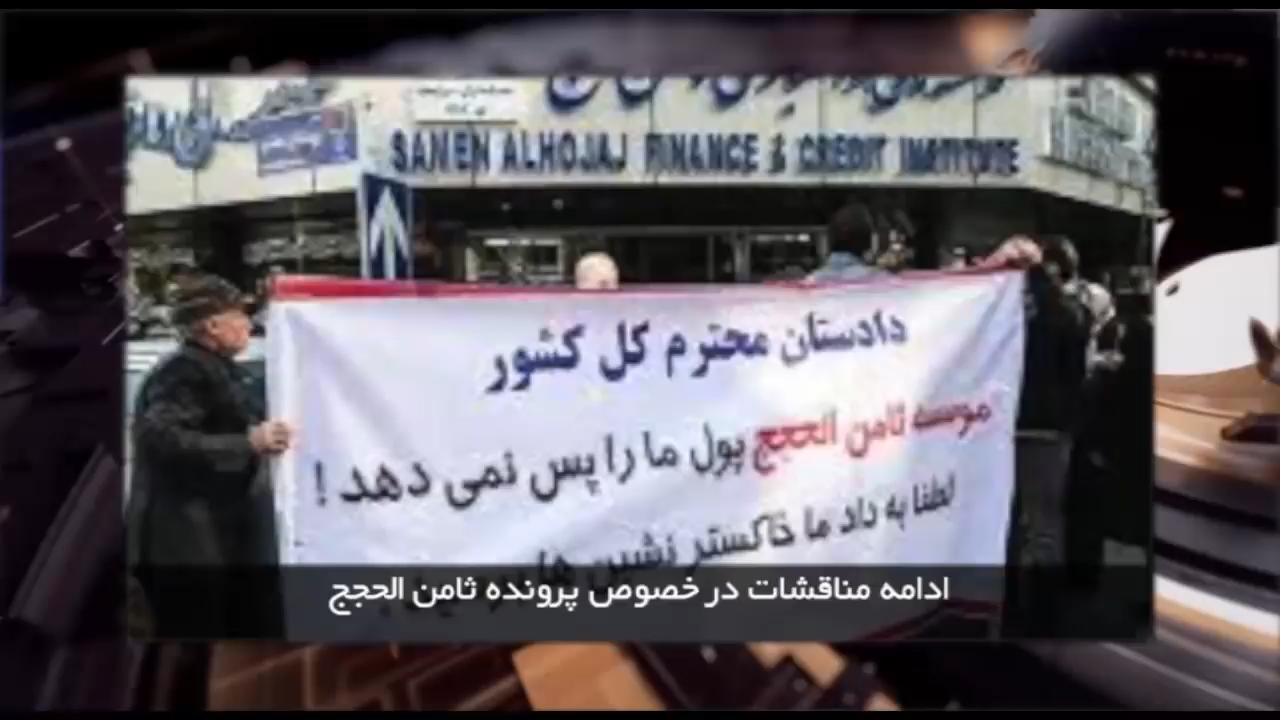 SAMEN ALHOJAJ FINANCE & CREDIT INSTITUTE
دادستان محترم کل کشور
موسسه ثامن الحجج پول ما را پس نمی دهد !
لطفا به داد ما خاکستر نشین ها
ادامه مناقشات در خصوص پرونده ثامن الحجج